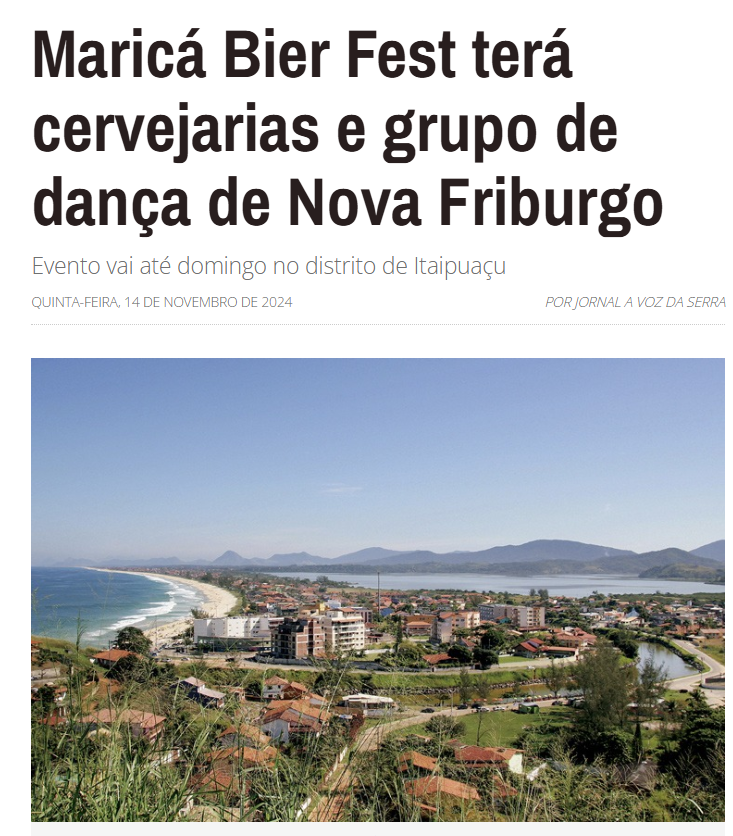 Maricá Bier Fest terá
cervejarias e grupo de
dança de Nova Friburgo
Evento vai até domingo no distrito de Itaipuaçu
QUINTA-FEIRA, 14 DE NOVEMBRO DE 2024
POR JORNAL A VOZ DA SERRA